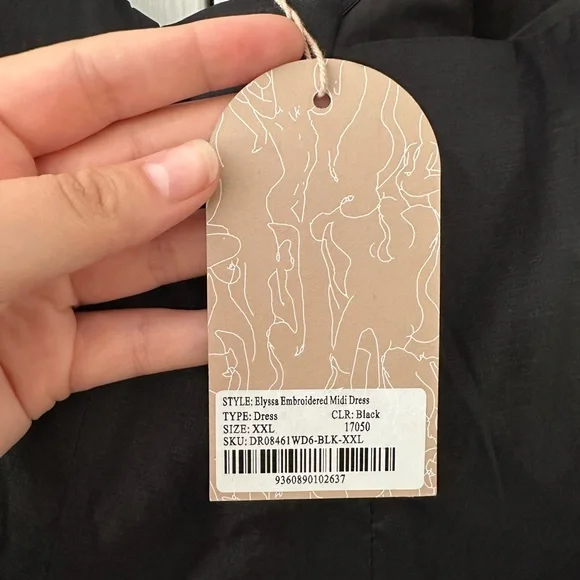 STYLE: Elyssa Embroidered Midi Dress
TYPE: Dress CLR: Black
SIZE: XXL 17050
SKU: DR08461WD6-BLK-XXL
9360890102637